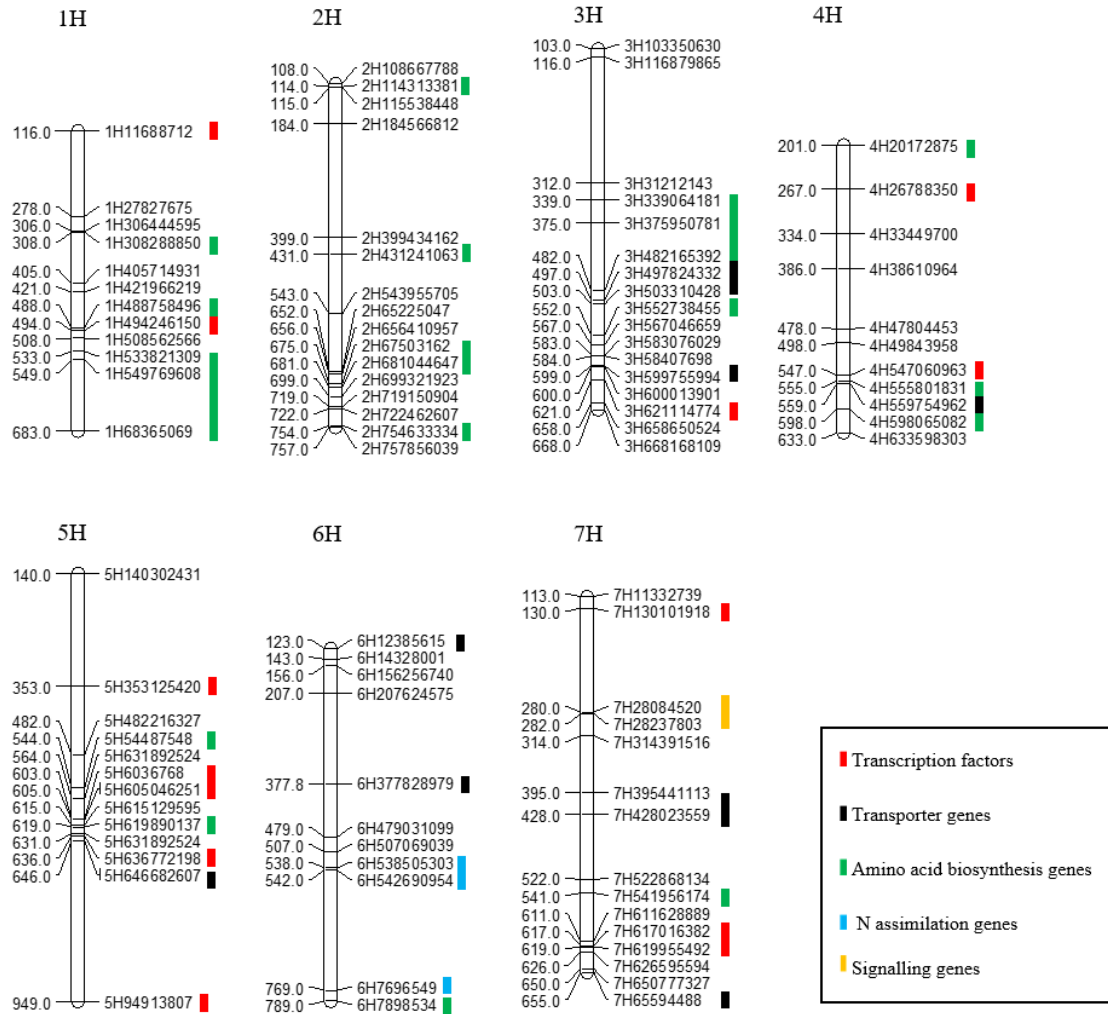 1H
116.0 1H11688712
278.0 1H27827675
306.0 1H306444595
308.0 1H308288850
405.0 1H405714931
421.0 1H421966219
488.0 1H488758496
494.0 1H494246150
508.0 1H508562566
533.0 1H533821309
549.0 1H549769608
683.0 1H68365069
2H
108.0 2H108667788
114.0 2H114313381
115.0 2H115538448
184.0 2H184566812
399.0 2H399434162
431.0 2H431241063
543.0 2H543955705
652.0 2H65225047
656.0 2H656410957
675.0 2H67503162
681.0 2H681044647
699.0 2H699321923
719.0 2H719150904
722.0 2H722462607
754.0 2H754633334
757.0 2H757856039
3H
103.0 3H103350630
116.0 3H116879865
312.0 3H31212143
339.0 3H339064181
375.0 3H375950781
482.0 3H482165392
497.0 3H497824332
503.0 3H503310428
552.0 3H552738455
567.0 3H567046659
583.0 3H583076029
584.0 3H58407698
599.0 3H599755994
600.0 3H600013901
621.0 3H621114774
658.0 3H658650524
668.0 3H668168109
4H
201.0 4H20172875
267.0 4H26788350
334.0 4H33449700
386.0 4H38610964
478.0 4H47804453
498.0 4H49843958
547.0 4H547060963
555.0 4H555801831
559.0 4H559754962
598.0 4H598065082
633.0 4H633598303
5H
140.0 5H140302431
353.0 5H353125420
482.0 5H482216327
544.0 5H54487548
564.0 5H631892524
603.0 5H6036768
605.0 5H605046251
615.0 5H615129595
619.0 5H619890137
631.0 5H631892524
636.0 5H636772198
646.0 5H646682607
949.0 5H94913807
6H
123.0 6H12385615
143.0 6H14328001
156.0 6H156256740
207.0 6H207624575
377.8 6H377828979
479.0 6H479031099
507.0 6H507069039
538.0 6H538505303
542.0 6H542690954
769.0 6H7696549
789.0 6H7898534
7H
113.0 7H11332739
130.0 7H130101918
280.0 7H28084520
282.0 7H28237803
314.0 7H314391516
395.0 7H395441113
428.0 7H428023559
522.0 7H522868134
541.0 7H541956174
611.0 7H611628889
617.0 7H617016382
619.0 7H619955492
626.0 7H626595594
650.0 7H650777327
655.0 7H65594488
Transcription factors
Transporter genes
Amino acid biosynthesis genes
N assimilation genes
Signalling genes